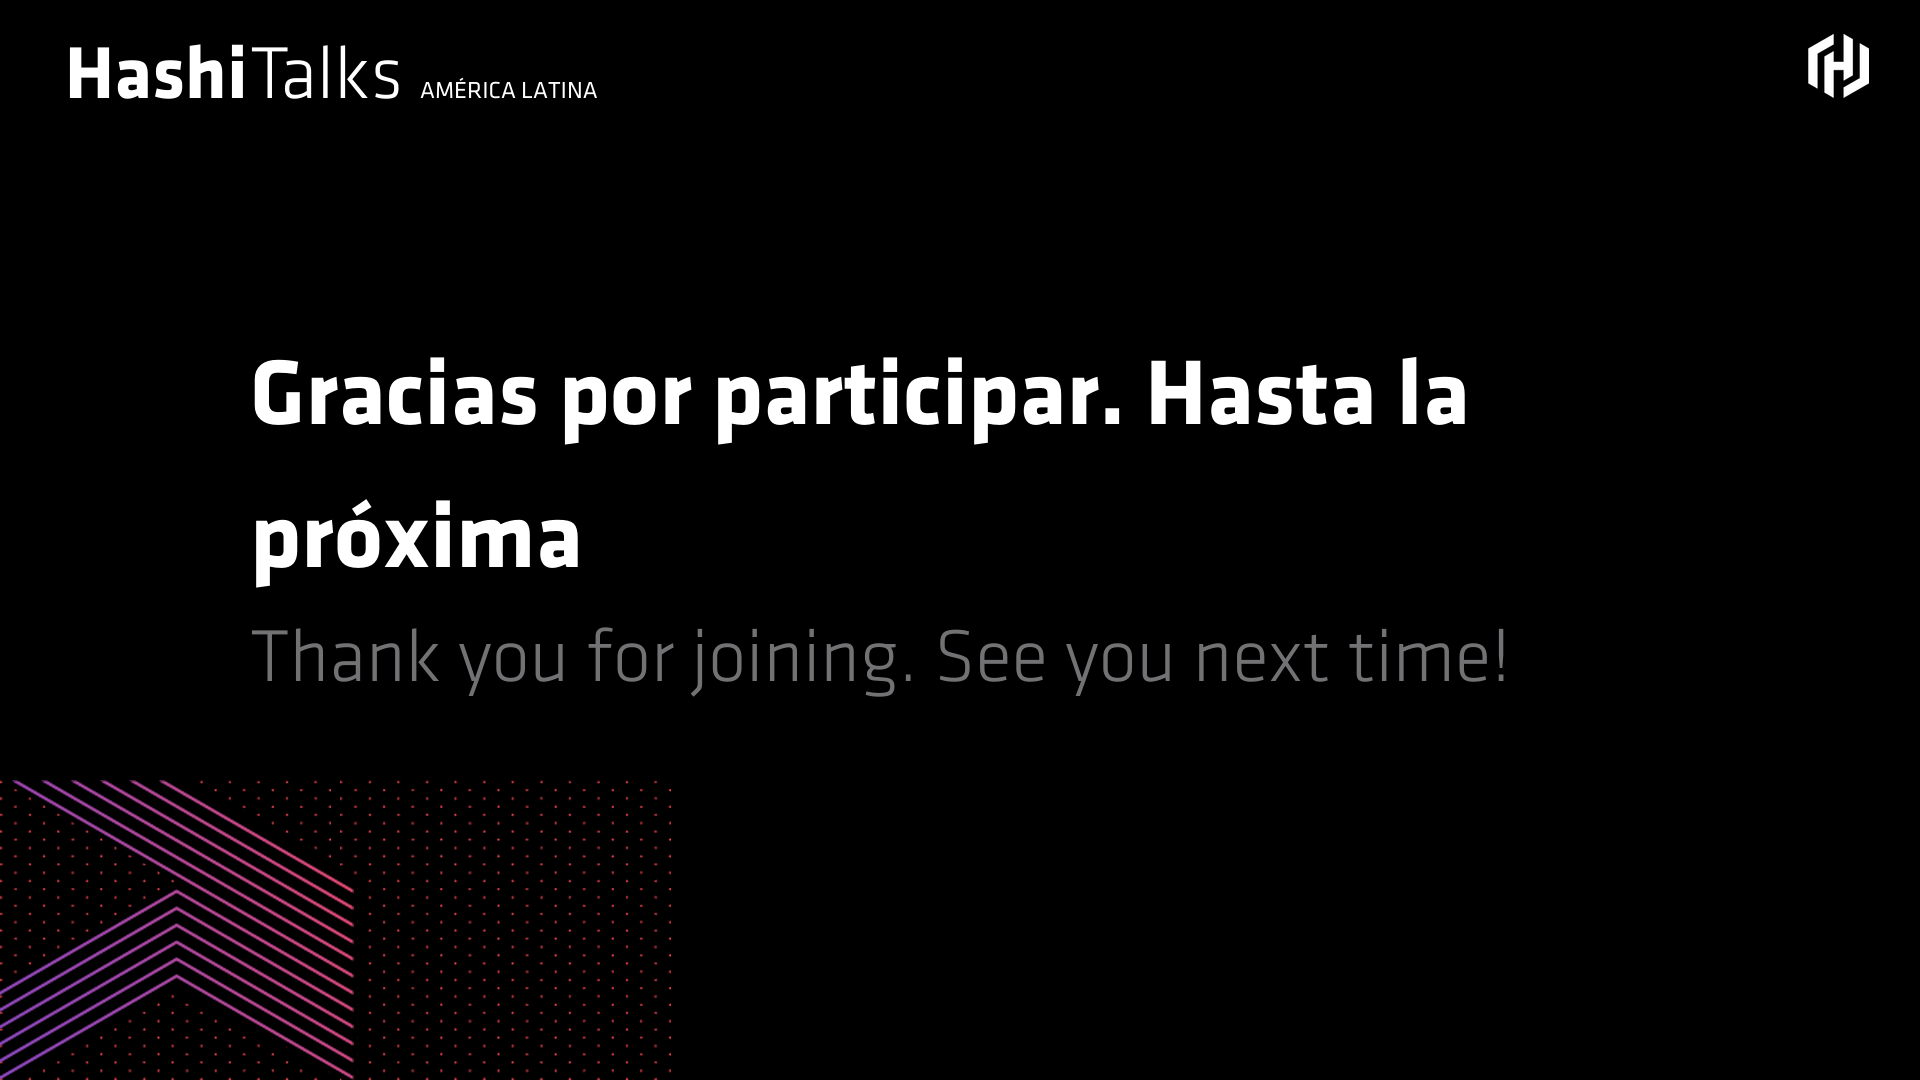 HashiTalks AMÉRICA LATINA
Gracias por participar. Hasta la
próxima
Thank you for joining. See you next time!